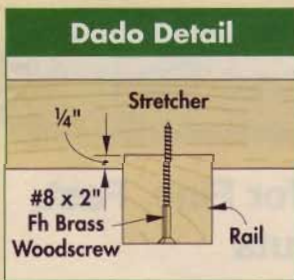 Dado Detail
Stretcher
¼"
#8 x 2"
Fh Brass
Woodscrew
Rail